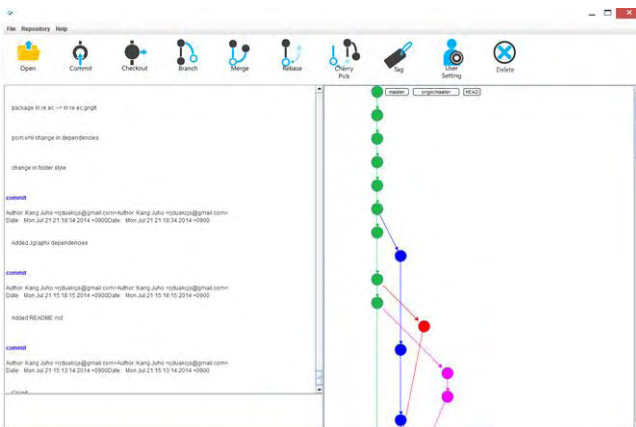 File Repository Help
Open
Commit
Checkout
Branch
Merge
Rebase
Cherry
Pick
Tag
User
Setting
Delete
master origin/master HEAD
package kr.re.ec --> kr.re.ec.grigit
pom.xml change in dependencies
change in folder style
commit
Author: Kang Juho <rjduakcjs@gmail.com>Author: Kang Juho <rjduakcjs@gmail.com>
Date: Mon Jul 21 21:18:34 2014 +0900Date: Mon Jul 21 21:18:34 2014 +0900
Added Jgraphx dependencies
commit
Author: Kang Juho <rjduakcjs@gmail.com>Author: Kang Juho <rjduakcjs@gmail.com>
Date: Mon Jul 21 15:18:15 2014 +0900Date: Mon Jul 21 15:18:15 2014 +0900
Added README.md
commit
Author: Kang Juho <rjduakcjs@gmail.com>Author: Kang Juho <rjduakcjs@gmail.com>
Date: Mon Jul 21 15:13:14 2014 +0900Date: Mon Jul 21 15:13:14 2014 +0900